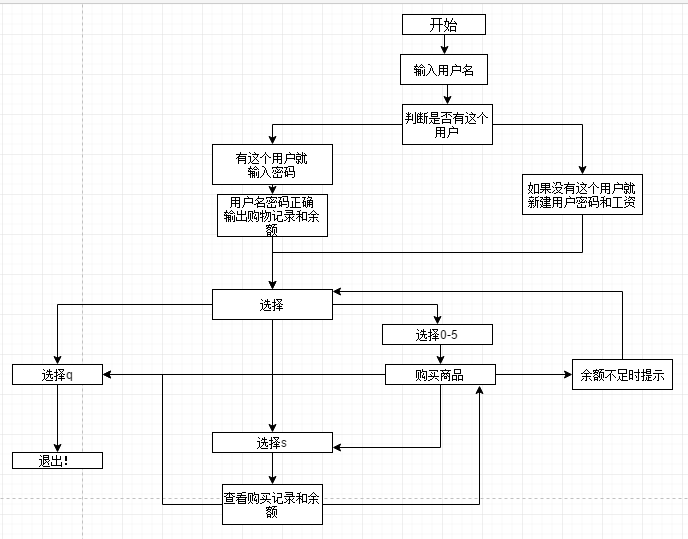 开始
输入用户名
判断是否有这个
用户
有这个用户就
输入密码
如果没有这个用户就
新建用户密码和工资
用户名密码正确
输出购物记录和余
额
选择
选择0-5
选择q
购买商品
余额不足时提示
选择s
退出!
查看购买记录和余
额